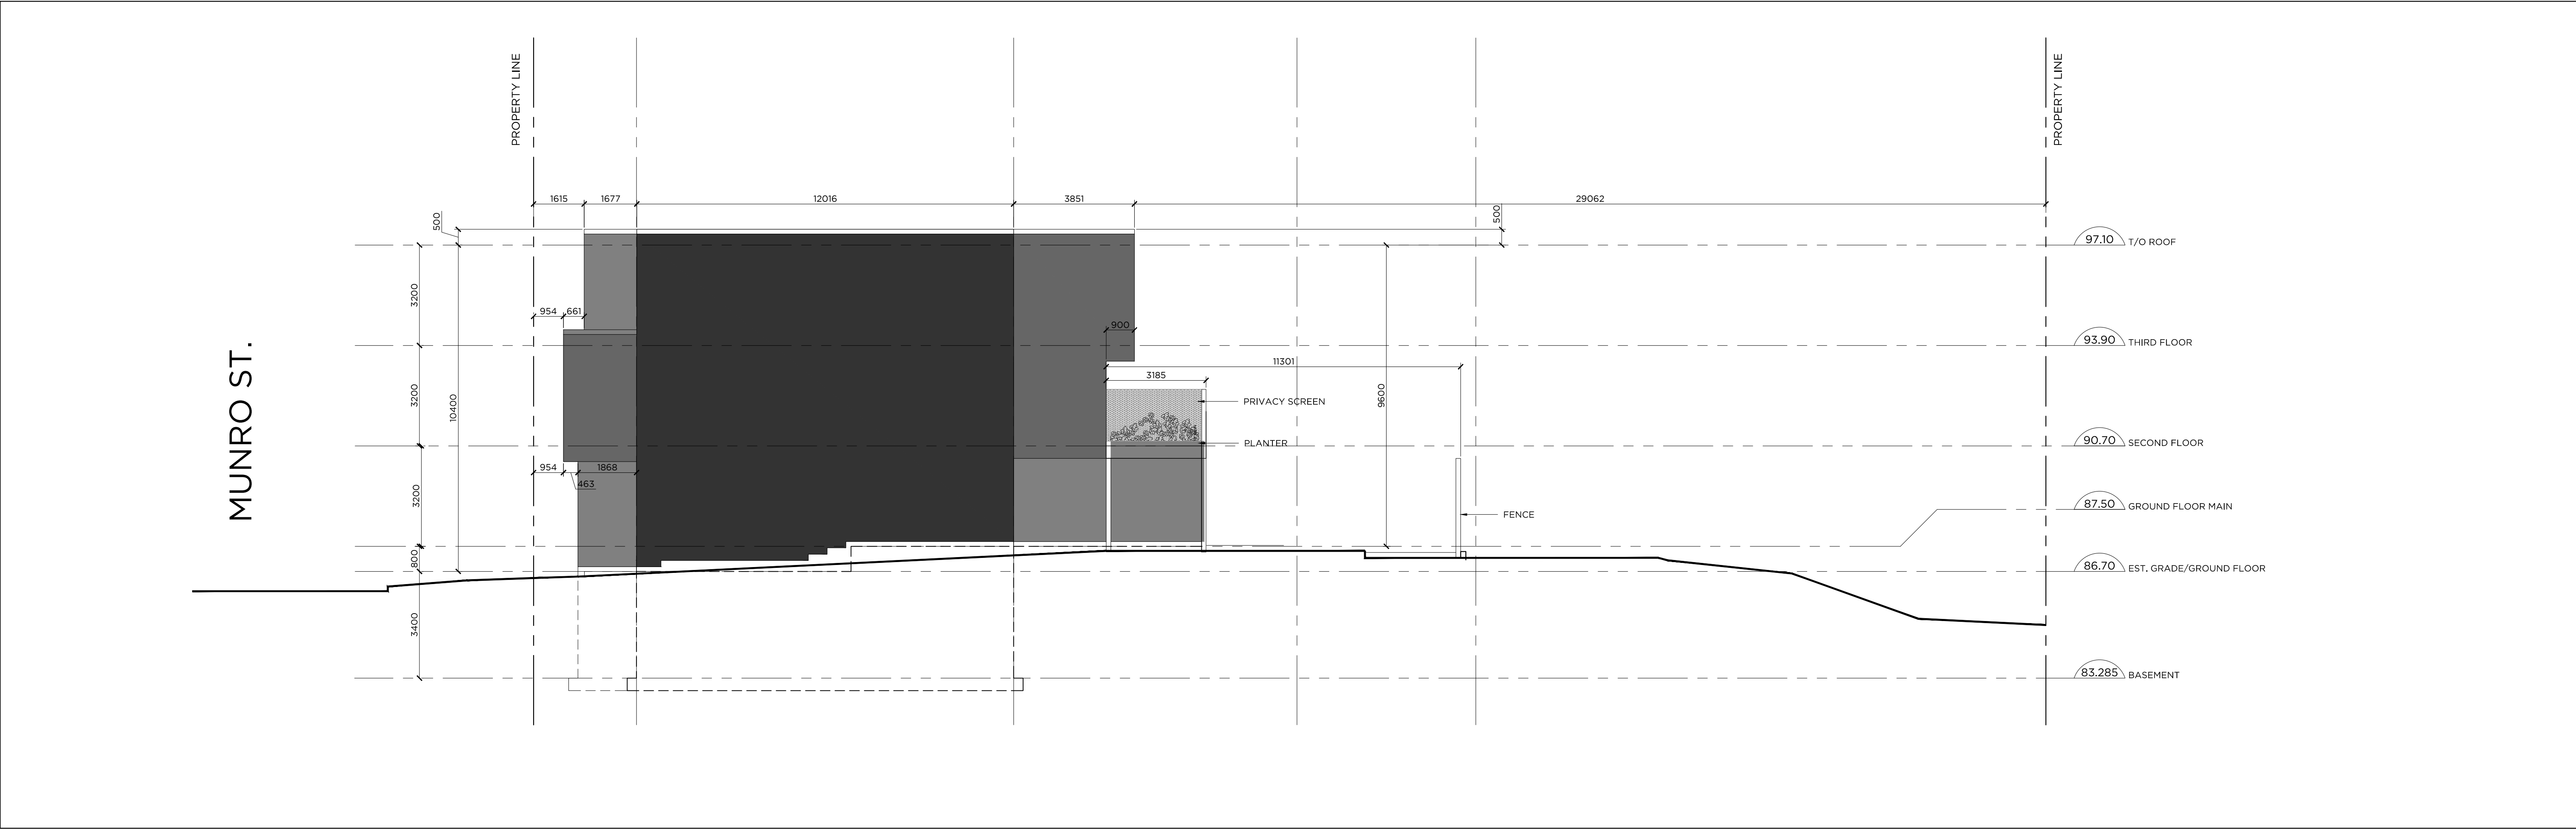 PROPERTY LINE
PROPERTY LINE
1615
1677
12016
3851
29062
500
500
97.10
T/O ROOF
3200
954
661
900
93.90
THIRD FLOOR
11301
3185
3200
10400
9600
PRIVACY SCREEN
PLANTER
90.70
SECOND FLOOR
MUNRO ST.
954
1868
463
3200
87.50
GROUND FLOOR MAIN
FENCE
800
86.70
EST. GRADE/GROUND FLOOR
3400
83.285
BASEMENT